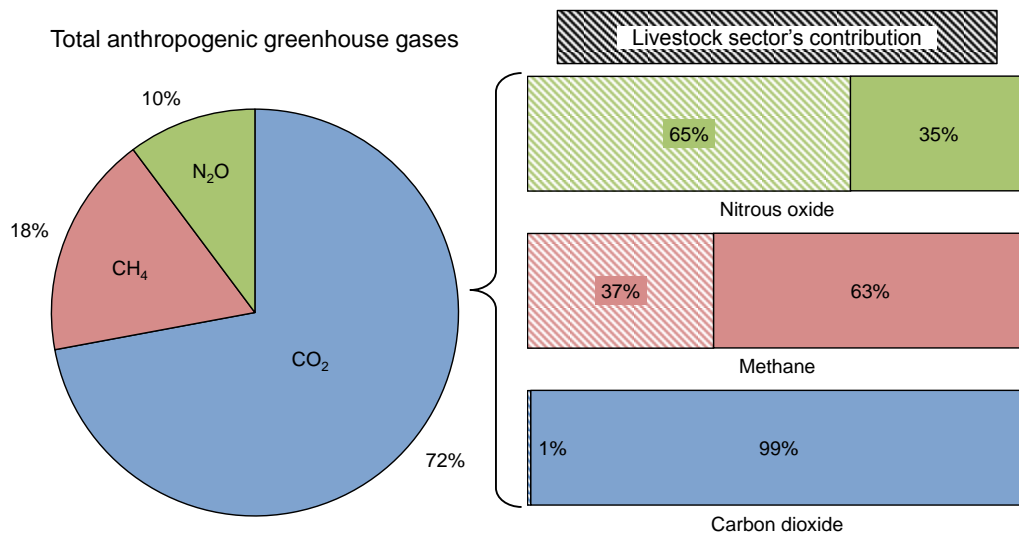 Total anthropogenic greenhouse gases
10%
N₂O
18%
CH₄
CO₂
72%
Livestock sector’s contribution
65%
35%
Nitrous oxide
37%
63%
Methane
1%
99%
Carbon dioxide